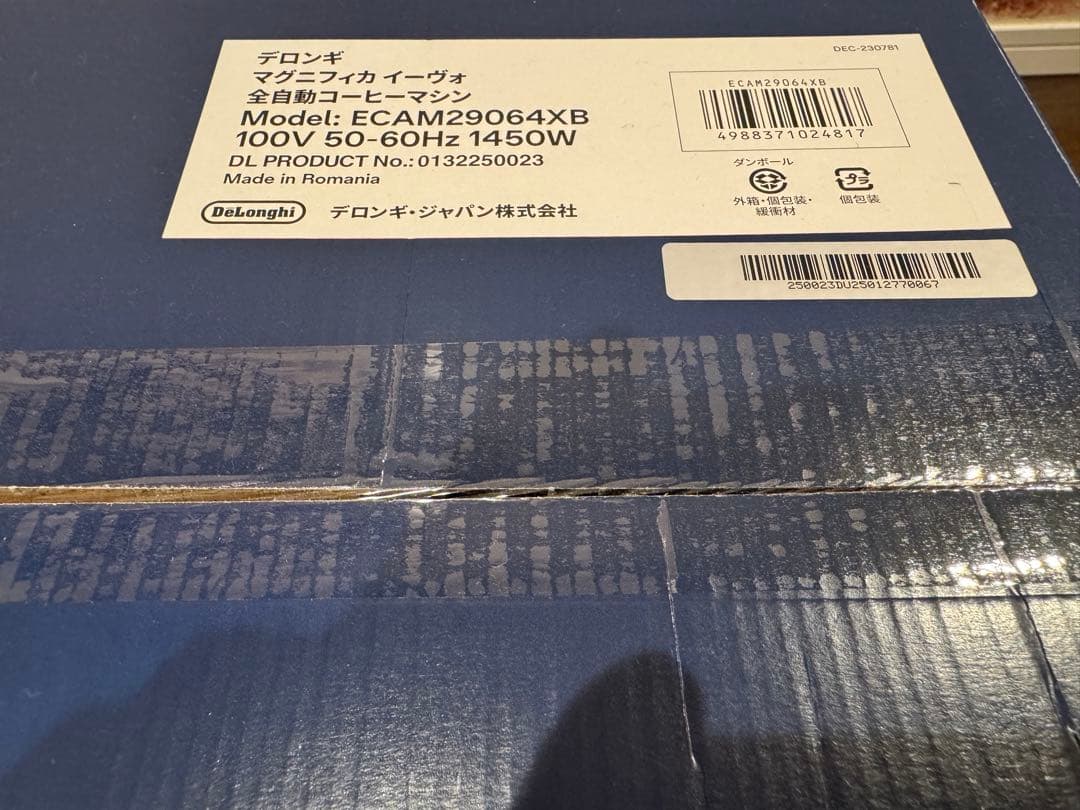 デロンギ
マグニフィカ イーヴォ
全自動コーヒーマシン
Model: ECAM29064XB
100V 50-60Hz 1450W
DL PRODUCT No.: 0132250023
Made in Romania
DeLonghi
デロンギ・ジャパン株式会社
DEC-230781
ECAM29064XB
4988371024817
ダンボール
外箱・個包装・
緩衝材
プラ
個包装
250023DU25012770067